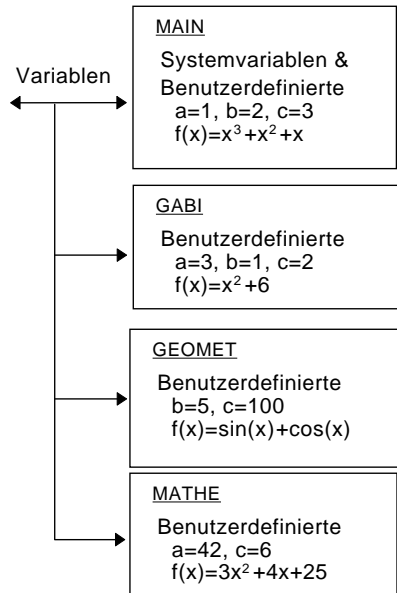 MAIN
Systemvariablen &
Variablen
Benutzerdefinierte
a=1, b=2, c=3
f(x)=x³+x²+x
GABI
Benutzerdefinierte
a=3, b=1, c=2
f(x)=x²+6
GEOMET
Benutzerdefinierte
b=5, c=100
f(x)=sin(x)+cos(x)
MATHE
Benutzerdefinierte
a=42, c=6
f(x)=3x²+4x+25